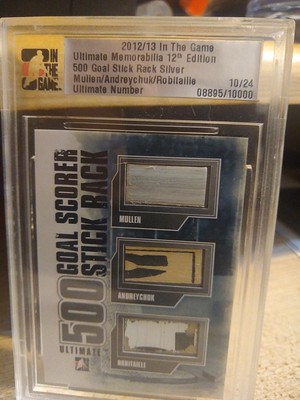 IN THE GAME
2012/13 In The Game
Ultimate Memorabilia 12th Edition
500 Goal Stick Rack Silver
Mullen/Andreychuk/Robitaille 10/24
Ultimate Number 08895/10000
ULTIMATE
500 GOAL SCORER
STICK RACK
MULLEN
ANDREYCHUK
ROBITAILLE